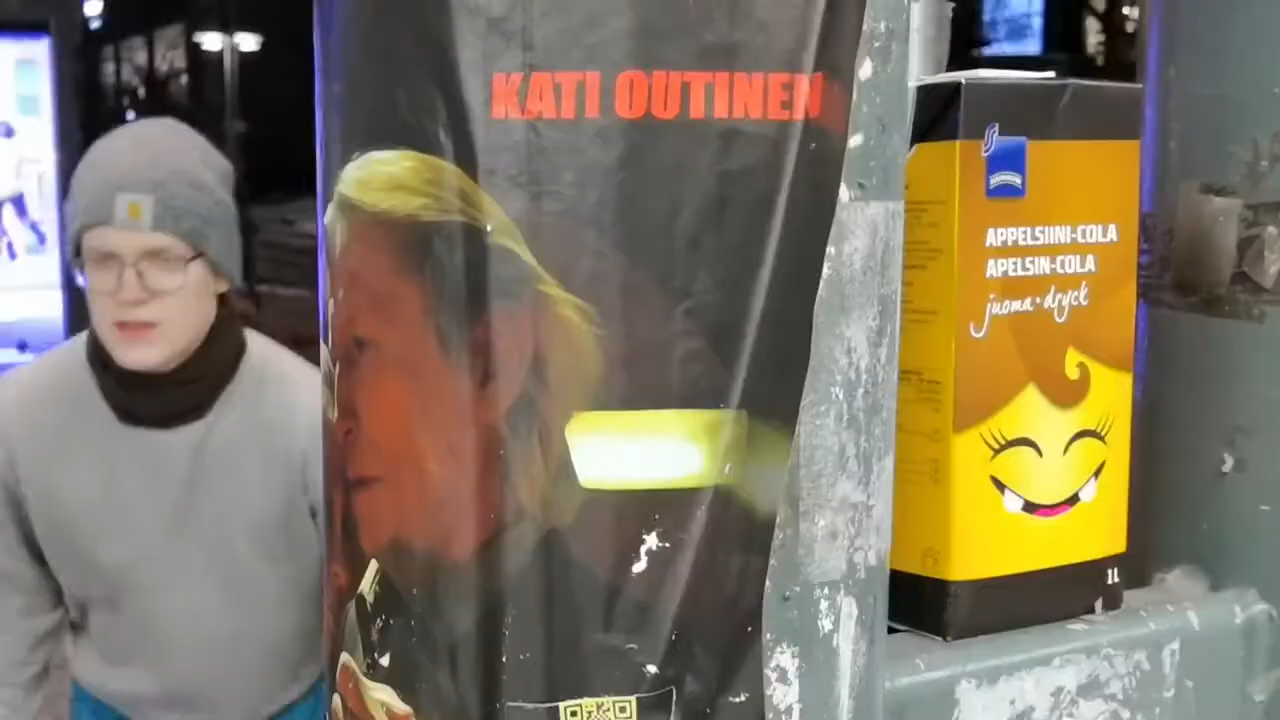 KATI OUTINEN
APPELSIINI-COLA
APELSIN-COLA
juoma · dryck
1L